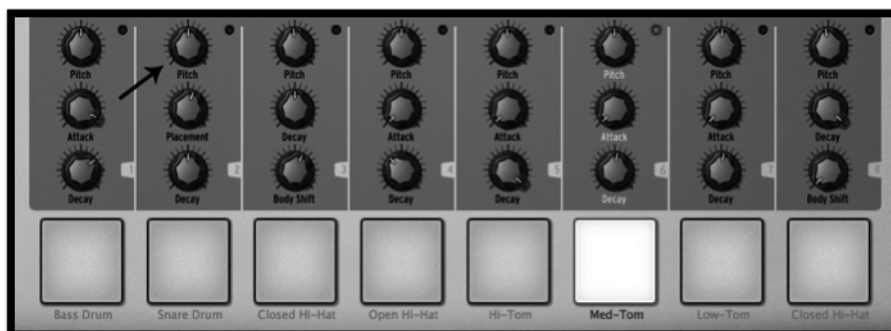 Pitch Pitch Pitch Pitch Pitch Pitch Pitch Pitch
Attack Placement Decay Attack Attack Attack Attack Decay
1 2 3 4 5 6 7 8
Decay Decay Body Shift Decay Decay Decay Decay Body Shift
Bass Drum Snare Drum Closed Hi-Hat Open Hi-Hat Hi-Tom Med-Tom Low-Tom Closed Hi-Hat